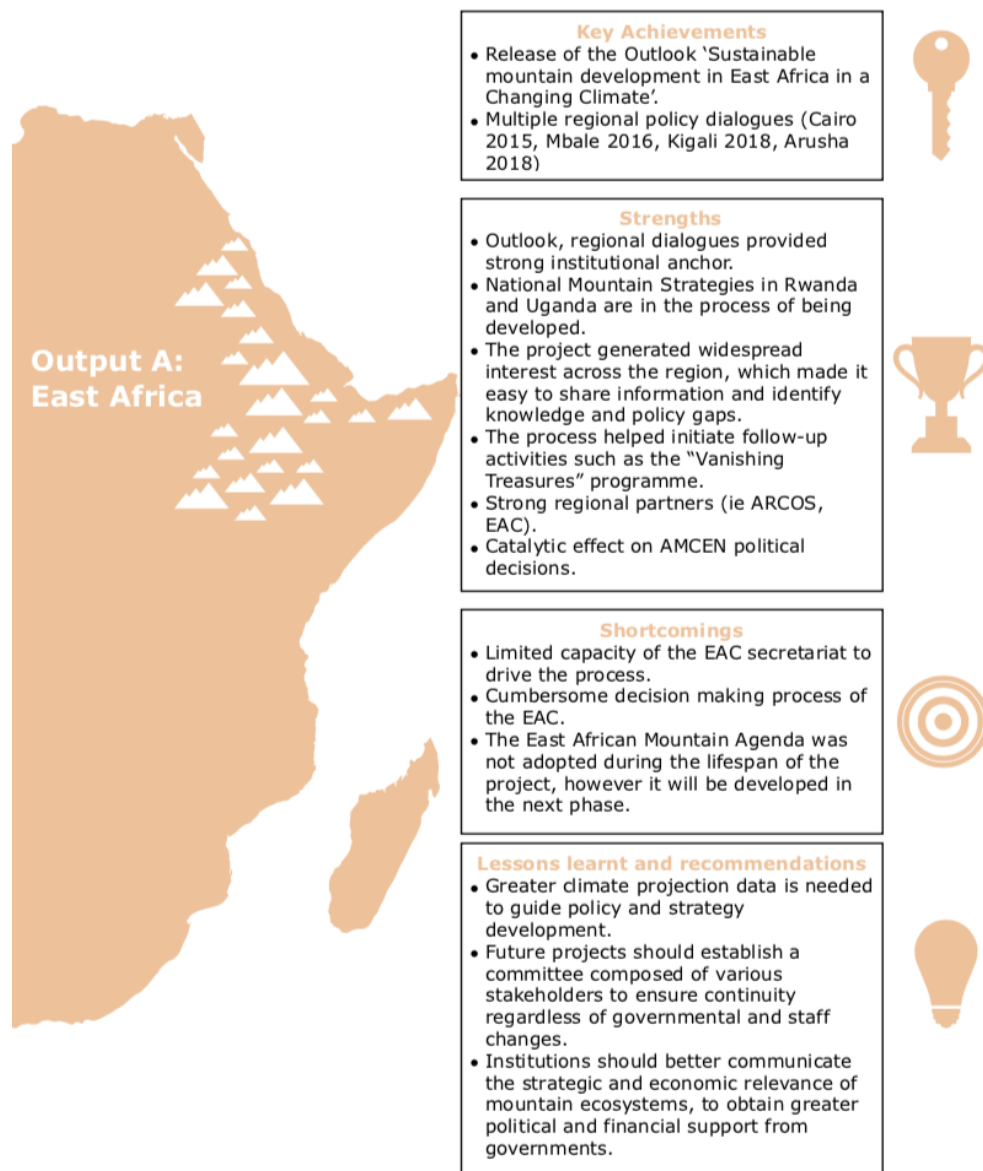 Output A:
East Africa
Key Achievements
• Release of the Outlook ‘Sustainable
mountain development in East Africa in a
Changing Climate’.
• Multiple regional policy dialogues (Cairo
2015, Mbale 2016, Kigali 2018, Arusha
2018)
Strengths
• Outlook, regional dialogues provided
strong institutional anchor.
• National Mountain Strategies in Rwanda
and Uganda are in the process of being
developed.
• The project generated widespread
interest across the region, which made it
easy to share information and identify
knowledge and policy gaps.
• The process helped initiate follow-up
activities such as the “Vanishing
Treasures” programme.
• Strong regional partners (ie ARCOS,
EAC).
• Catalytic effect on AMCEN political
decisions.
Shortcomings
• Limited capacity of the EAC secretariat to
drive the process.
• Cumbersome decision making process of
the EAC.
• The East African Mountain Agenda was
not adopted during the lifespan of the
project, however it will be developed in
the next phase.
Lessons learnt and recommendations
• Greater climate projection data is needed
to guide policy and strategy
development.
• Future projects should establish a
committee composed of various
stakeholders to ensure continuity
regardless of governmental and staff
changes.
• Institutions should better communicate
the strategic and economic relevance of
mountain ecosystems, to obtain greater
political and financial support from
governments.